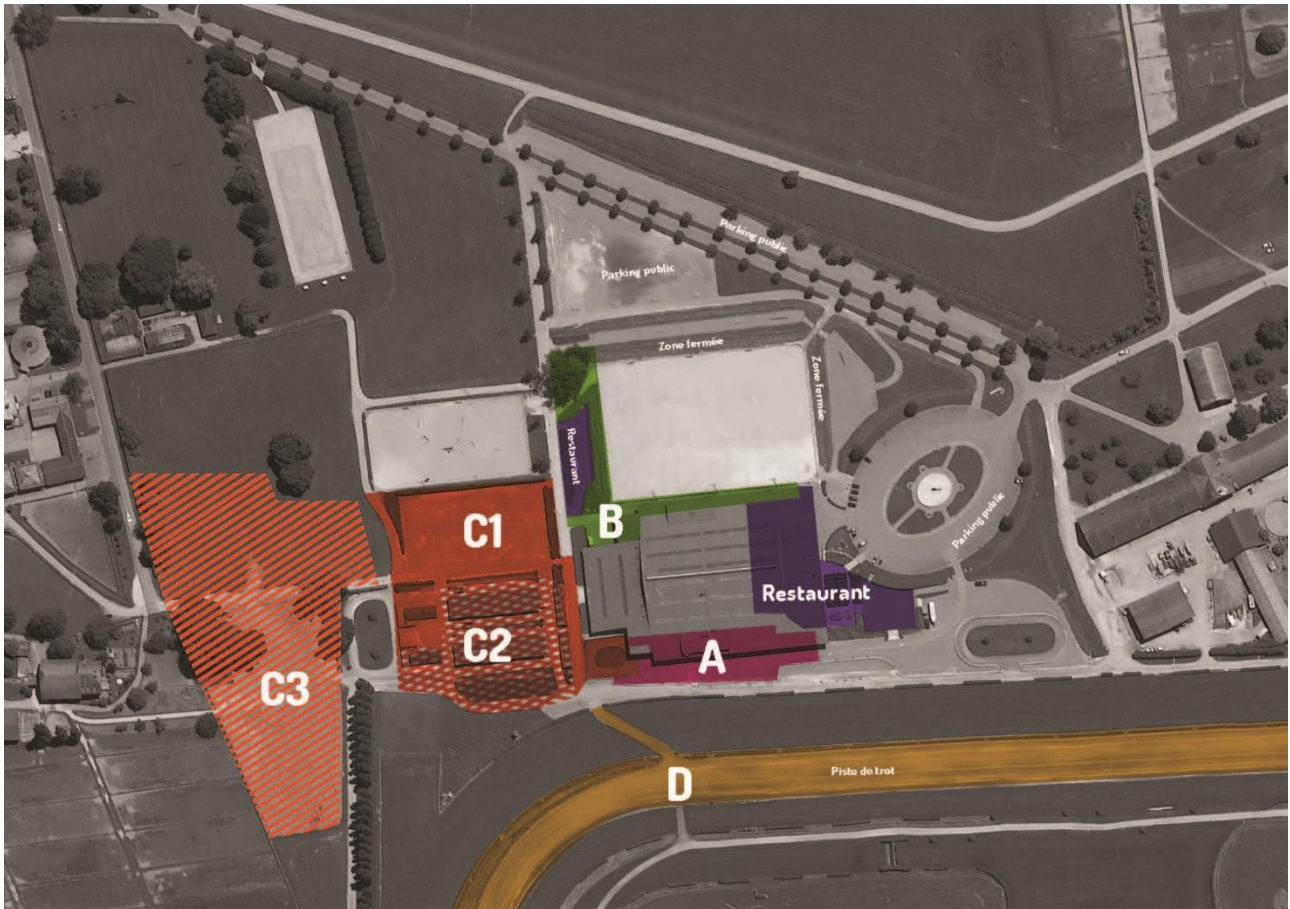 Parking public
Parking public
Zone fermée
Zone fermée
Restaurant
C1
B
Parking public
Restaurant
C2
A
C3
D
Piste de trot